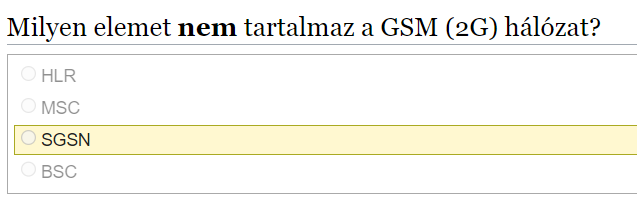 Milyen elemet nem tartalmaz a GSM (2G) hálózat?
HLR
MSC
SGSN
BSC